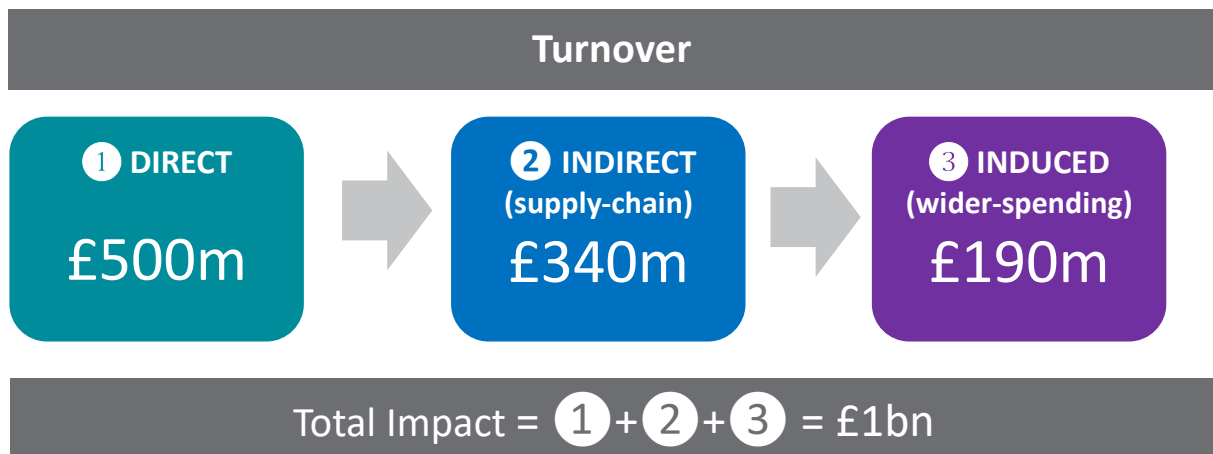 Turnover
① DIRECT
£500m
② INDIRECT
(supply-chain)
£340m
③ INDUCED
(wider-spending)
£190m
Total Impact = ①+②+③ = £1bn